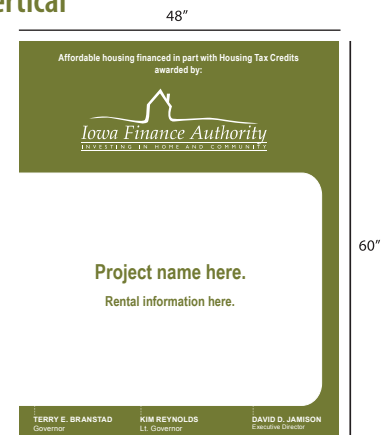 ertical
48"
Affordable housing financed in part with Housing Tax Credits
awarded by:
Iowa Finance Authority
INVESTING IN HOME AND COMMUNITY
60"
Project name here.
Rental information here.
TERRY E. BRANSTAD KIM REYNOLDS DAVID D. JAMISON
Governor Lt. Governor Executive Director